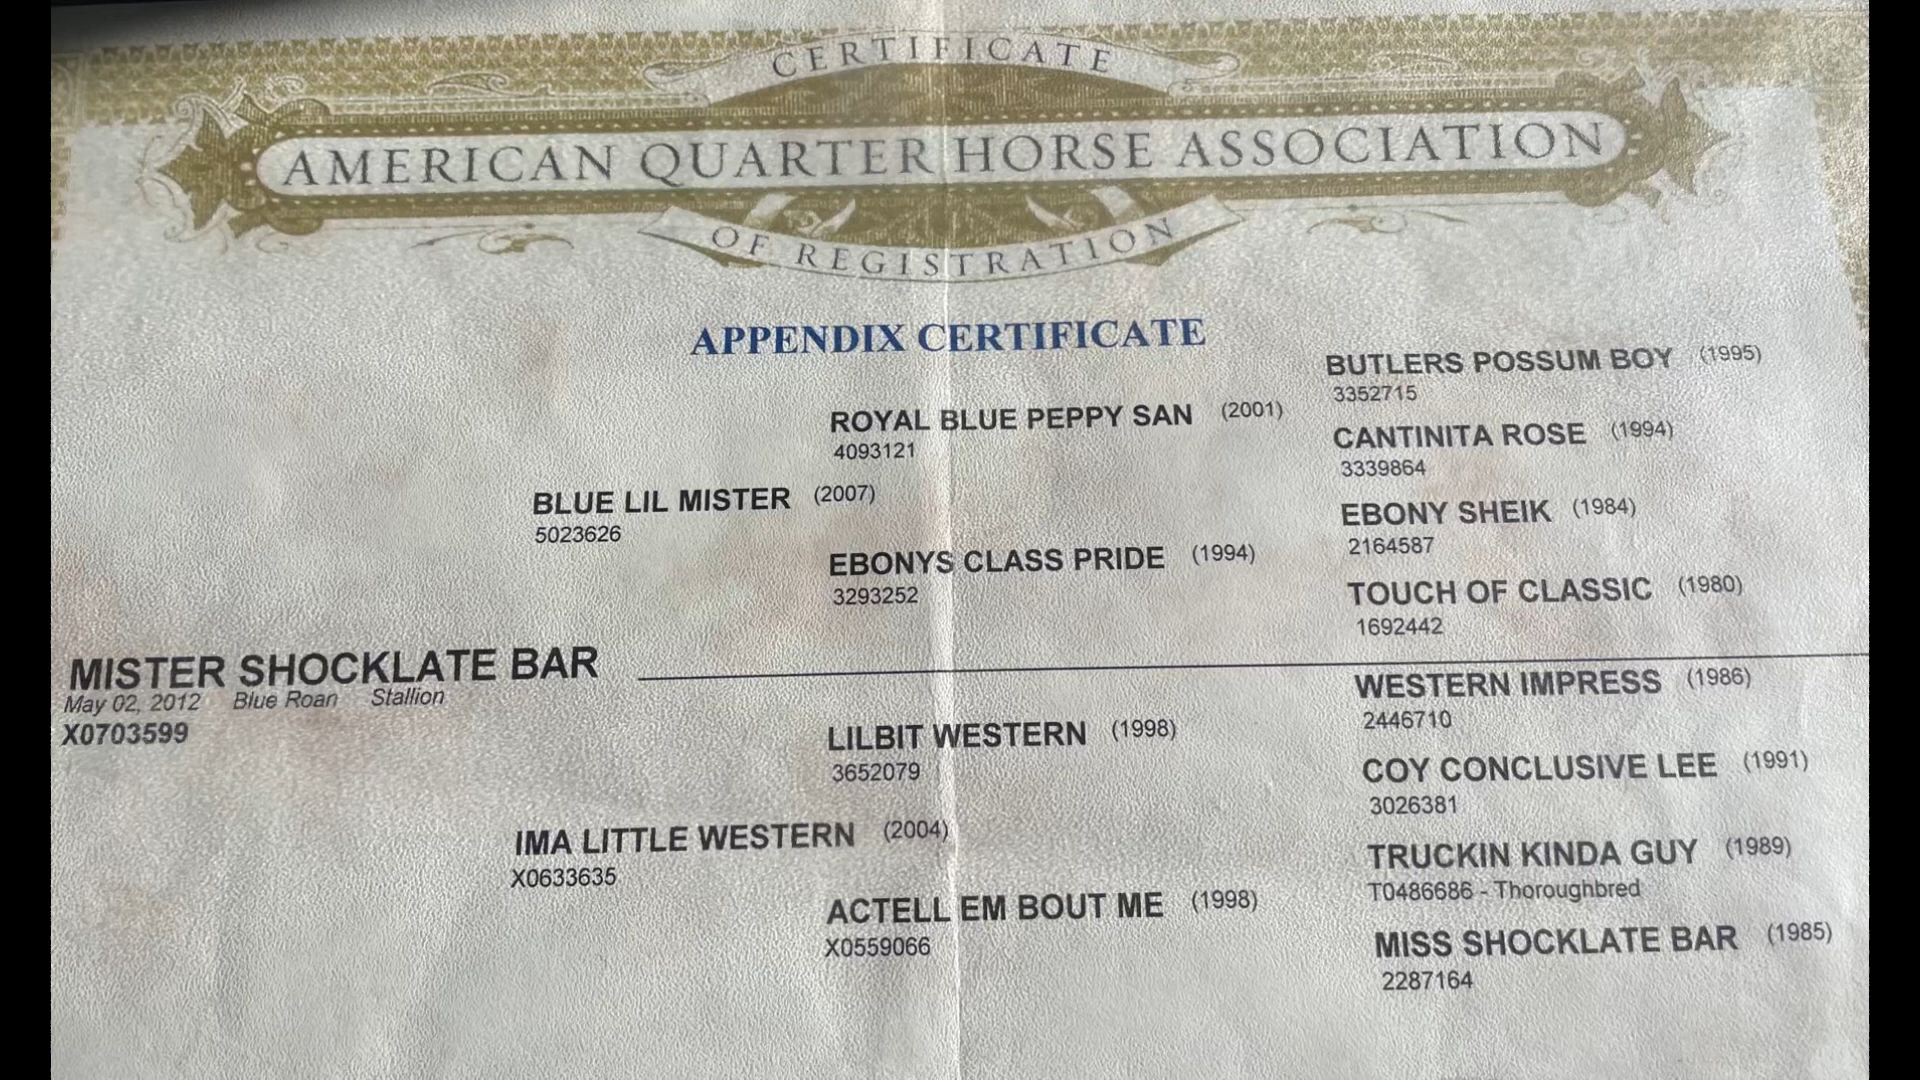 CERTIFICATE
AMERICAN QUARTER HORSE ASSOCIATION
OF REGISTRATION
APPENDIX CERTIFICATE
BUTLERS POSSUM BOY (1995)
3352715
ROYAL BLUE PEPPY SAN (2001)
4093121
CANTINITA ROSE (1994)
3339864
BLUE LIL MISTER (2007)
5023626
EBONY SHEIK (1984)
2164587
EBONYS CLASS PRIDE (1994)
3293252
TOUCH OF CLASSIC (1980)
1692442
MISTER SHOCKLATE BAR
May 02, 2012 Blue Roan Stallion
X0703599
WESTERN IMPRESS (1986)
2446710
LILBIT WESTERN (1998)
3652079
COY CONCLUSIVE LEE (1991)
3026381
IMA LITTLE WESTERN (2004)
X0633635
TRUCKIN KINDA GUY (1989)
T0486686 - Thoroughbred
ACTELL EM BOUT ME (1998)
X0559066
MISS SHOCKLATE BAR (1985)
2287164